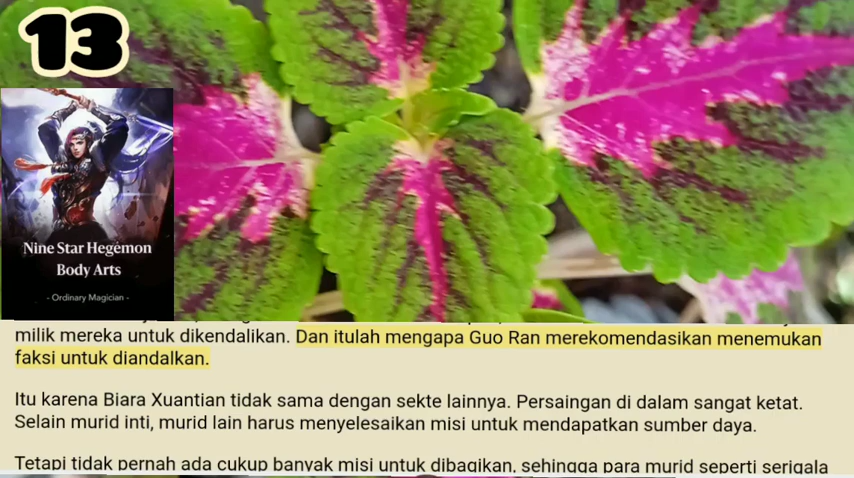 13
Nine Star Hegemon
Body Arts
- Ordinary Magician -
milik mereka untuk dikendalikan. Dan itulah mengapa Guo Ran merekomendasikan menemukan
faksi untuk diandalkan.
Itu karena Biara Xuantian tidak sama dengan sekte lainnya. Persaingan di dalam sangat ketat.
Selain murid inti, murid lain harus menyelesaikan misi untuk mendapatkan sumber daya.
Tetapi tidak pernah ada cukup banyak misi untuk dibagikan, sehingga para murid seperti serigala